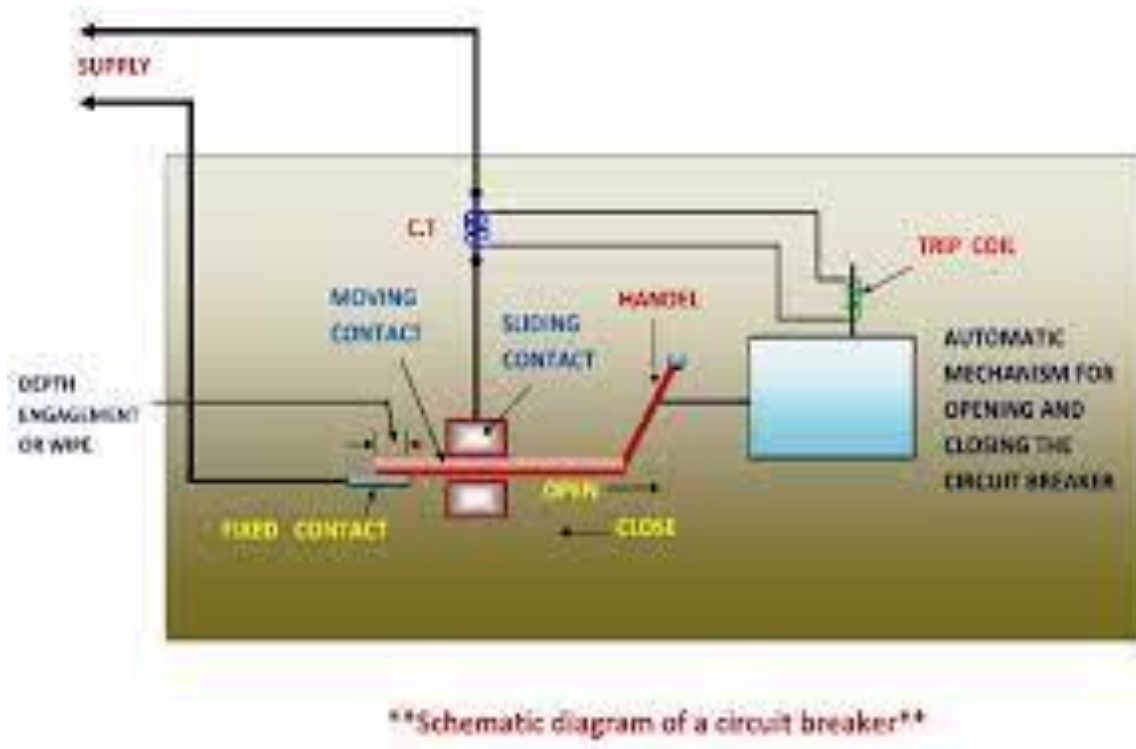 SUPPLY
C.T
TRIP COIL
MOVING
CONTACT
SLIDING
CONTACT
HANDEL
AUTOMATIC
MECHANISM FOR
OPENING AND
CLOSING THE
CIRCUIT BREAKER
DEPTH
ENGAGEMENT
OR WIPE
OPEN
CLOSE
FIXED CONTACT
**Schematic diagram of a circuit breaker**